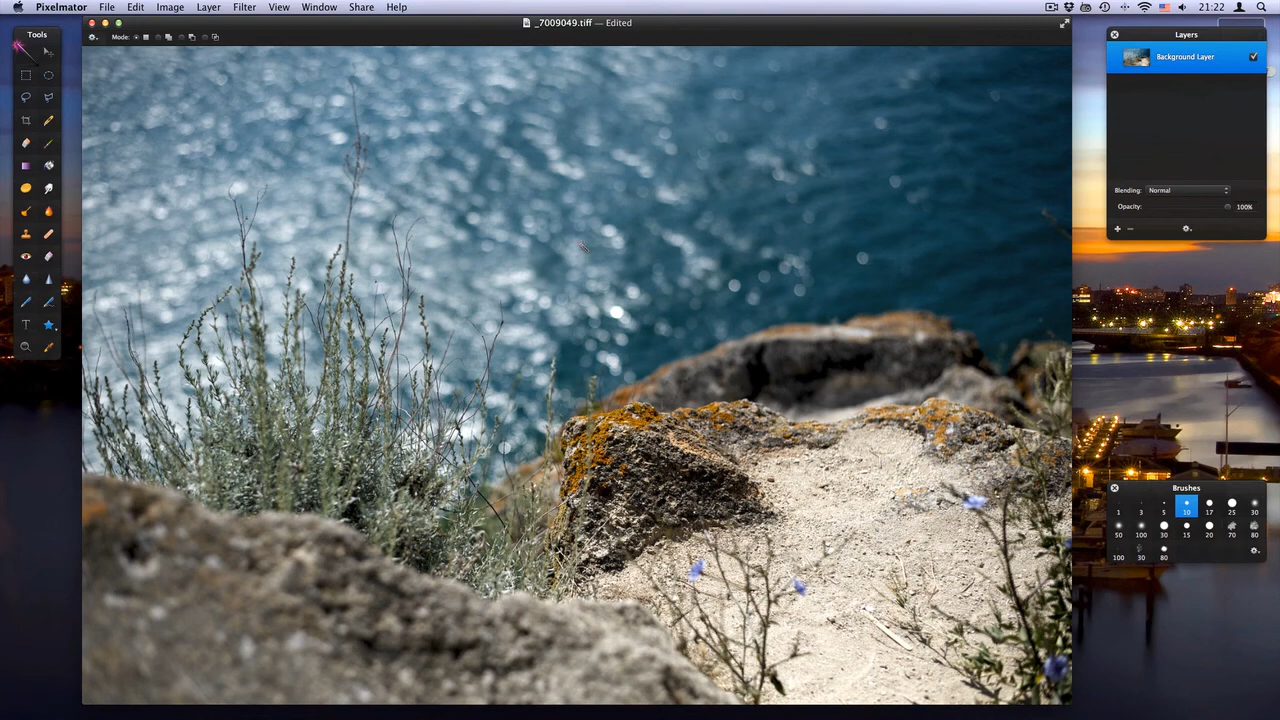 Pixelmator File Edit Image Layer Filter View Window Share Help 21:22
Tools
_7009049.tiff — Edited
Mode:
T
Layers
Background Layer
Blending: Normal
Opacity: 100%
Brushes
1 3 5 10 17 25 30
50 100 30 15 20 70 80
100 30 80